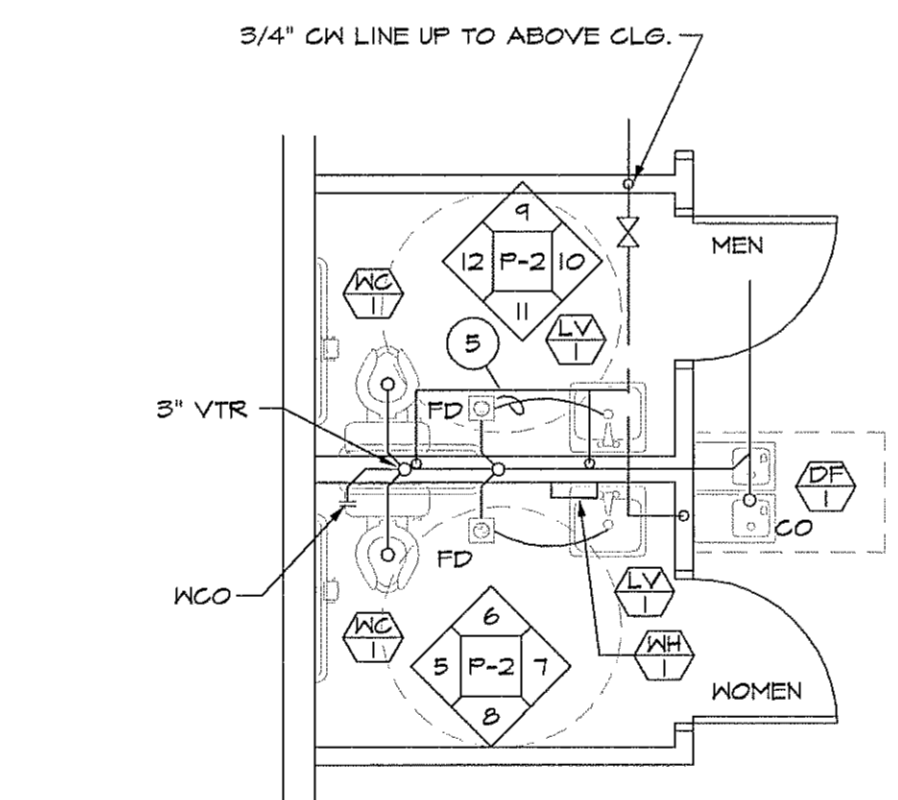 3/4" CW LINE UP TO ABOVE CLG.
9
12 P-2 10
11
MEN
WC
1
LV
1
5
3" VTR
FD
DF
1
CO
FD
WCO
LV
1
WC
1
6
5 P-2 7
8
WH
1
WOMEN